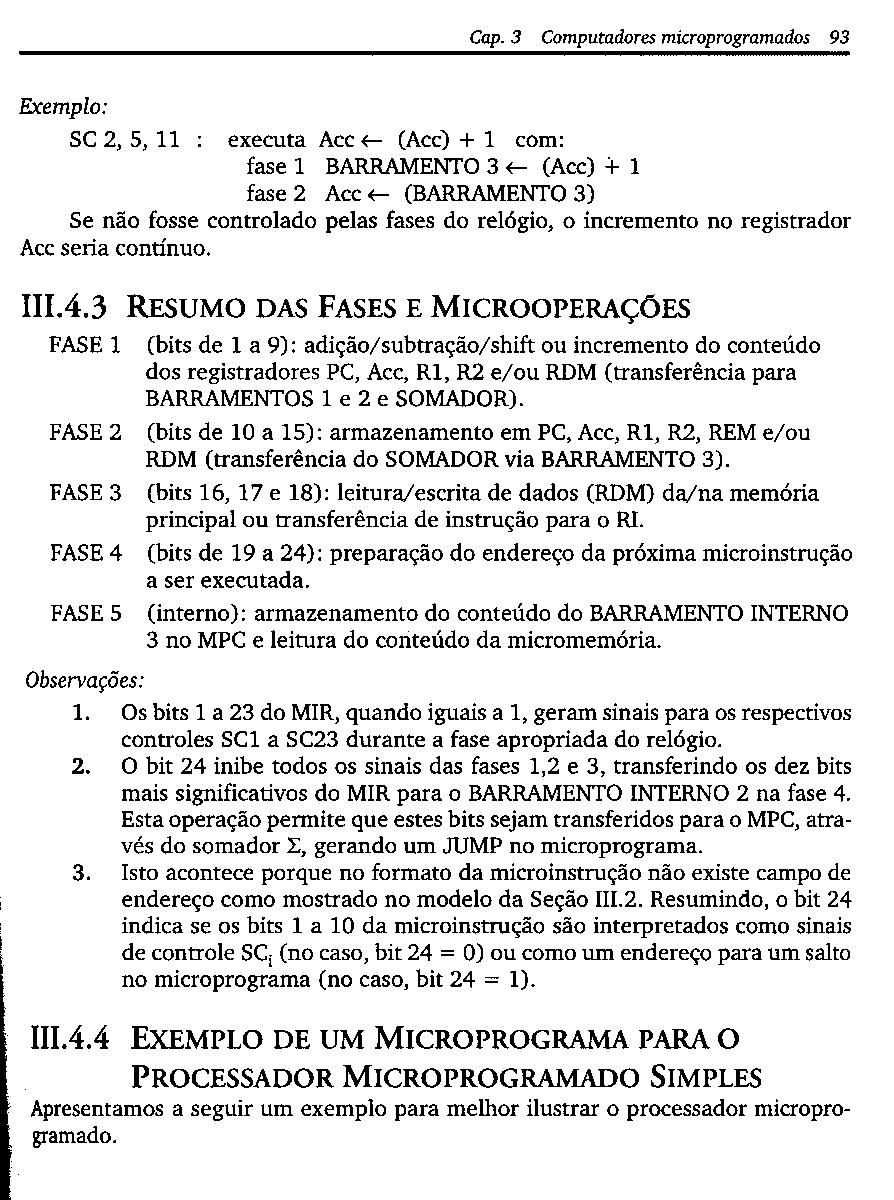 Cap. 3 Computadores microprogramados 93
Exemplo:
SC 2, 5, 11 : executa Acc ← (Acc) + 1 com:
fase 1 BARRAMENTO 3 ← (Acc) + 1
fase 2 Acc ← (BARRAMENTO 3)
Se não fosse controlado pelas fases do relógio, o incremento no registrador
Acc seria contínuo.
III.4.3 RESUMO DAS FASES E MICROOPERAÇÕES
FASE 1 (bits de 1 a 9): adição/subtração/shift ou incremento do conteúdo
dos registradores PC, Acc, R1, R2 e/ou RDM (transferência para
BARRAMENTOS 1 e 2 e SOMADOR).
FASE 2 (bits de 10 a 15): armazenamento em PC, Acc, R1, R2, REM e/ou
RDM (transferência do SOMADOR via BARRAMENTO 3).
FASE 3 (bits 16, 17 e 18): leitura/escrita de dados (RDM) da/na memória
principal ou transferência de instrução para o RI.
FASE 4 (bits de 19 a 24): preparação do endereço da próxima microinstrução
a ser executada.
FASE 5 (interno): armazenamento do conteúdo do BARRAMENTO INTERNO
3 no MPC e leitura do conteúdo da micromemória.
Observações:
1. Os bits 1 a 23 do MIR, quando iguais a 1, geram sinais para os respectivos
controles SC1 a SC23 durante a fase apropriada do relógio.
2. O bit 24 inibe todos os sinais das fases 1,2 e 3, transferindo os dez bits
mais significativos do MIR para o BARRAMENTO INTERNO 2 na fase 4.
Esta operação permite que estes bits sejam transferidos para o MPC, atra-
vés do somador Σ, gerando um JUMP no microprograma.
3. Isto acontece porque no formato da microinstrução não existe campo de
endereço como mostrado no modelo da Seção III.2. Resumindo, o bit 24
indica se os bits 1 a 10 da microinstrução são interpretados como sinais
de controle SCi (no caso, bit 24 = 0) ou como um endereço para um salto
no microprograma (no caso, bit 24 = 1).
III.4.4 EXEMPLO DE UM MICROPROGRAMA PARA O
PROCESSADOR MICROPROGRAMADO SIMPLES
Apresentamos a seguir um exemplo para melhor ilustrar o processador micropro-
gramado.